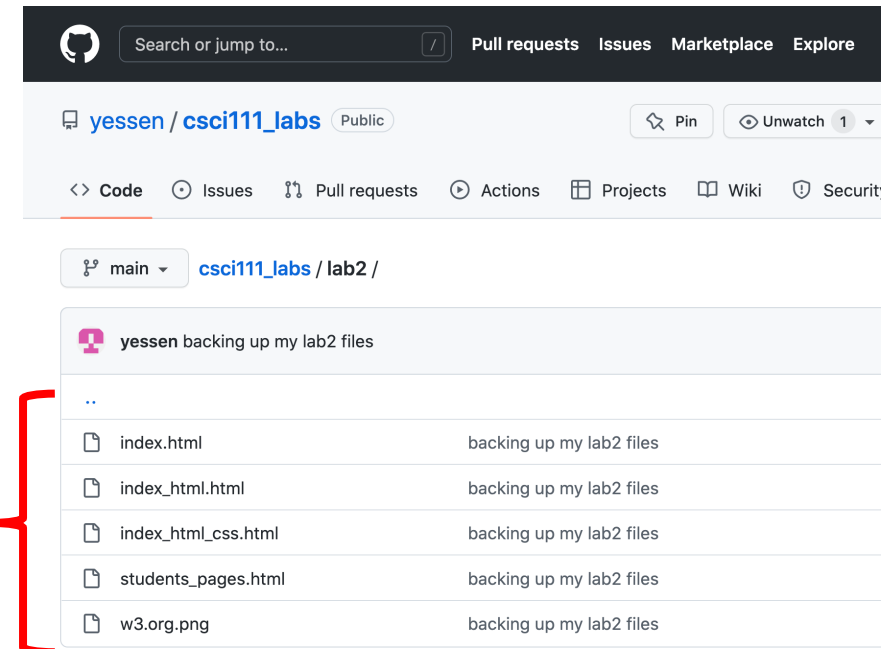 Search or jump to... / Pull requests Issues Marketplace Explore
yessen / csci111_labs Public Pin Unwatch 1
<> Code Issues Pull requests Actions Projects Wiki Security
main csci111_labs / lab2 /
yessen backing up my lab2 files
..
index.html backing up my lab2 files
index_html.html backing up my lab2 files
index_html_css.html backing up my lab2 files
students_pages.html backing up my lab2 files
w3.org.png backing up my lab2 files